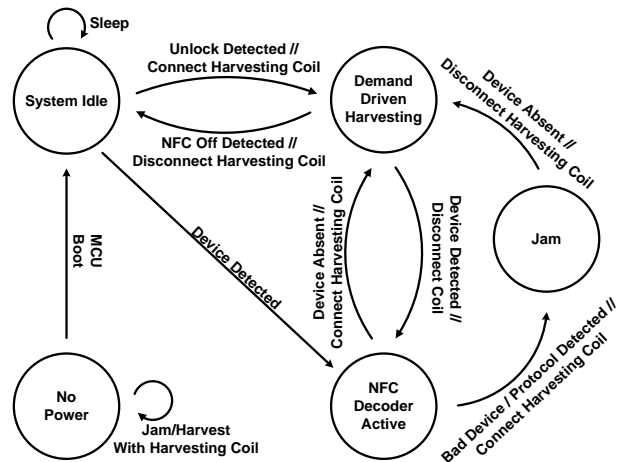 Sleep
System Idle
Unlock Detected //
Connect Harvesting Coil
NFC Off Detected //
Disconnect Harvesting Coil
Demand
Driven
Harvesting
Device Absent //
Disconnect Harvesting Coil
Jam
MCU
Boot
Device Detected
Device Absent //
Connect Harvesting Coil
Device Detected //
Disconnect Coil
No
Power
Jam/Harvest
With Harvesting Coil
NFC
Decoder
Active
Bad Device / Protocol Detected //
Connect Harvesting Coil